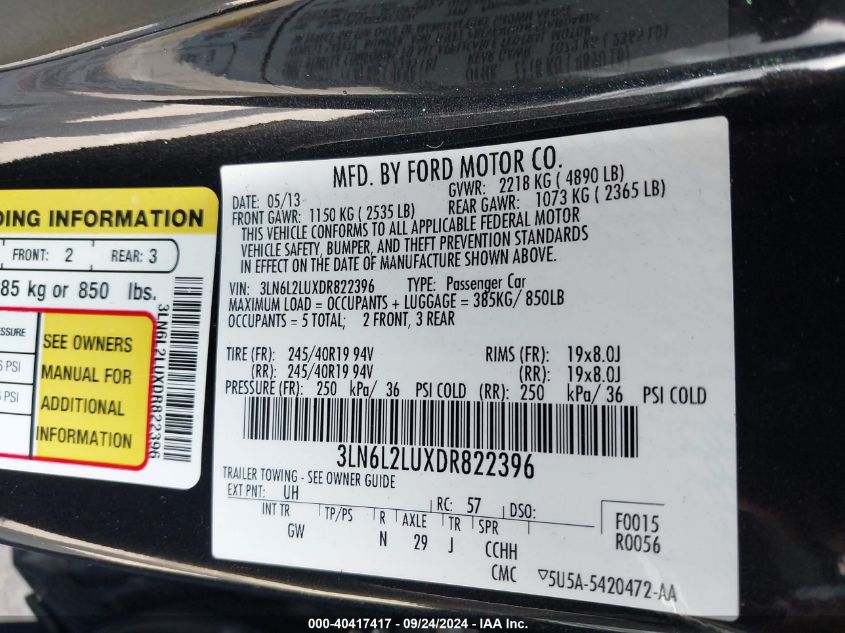 DING INFORMATION
FRONT: 2 REAR: 3
85 kg or 850 lbs.
SSURE
PSI
PSI
SEE OWNERS
MANUAL FOR
ADDITIONAL
INFORMATION
3LN6L2LUXDR822396
MFD. BY FORD MOTOR CO.
DATE: 05/13 GVWR: 2218 KG ( 4890 LB)
FRONT GAWR: 1150 KG ( 2535 LB) REAR GAWR: 1073 KG ( 2365 LB)
THIS VEHICLE CONFORMS TO ALL APPLICABLE FEDERAL MOTOR
VEHICLE SAFETY, BUMPER, AND THEFT PREVENTION STANDARDS
IN EFFECT ON THE DATE OF MANUFACTURE SHOWN ABOVE.
VIN: 3LN6L2LUXDR822396 TYPE: Passenger Car
MAXIMUM LOAD = OCCUPANTS + LUGGAGE = 385KG/ 850LB
OCCUPANTS = 5 TOTAL; 2 FRONT, 3 REAR
TIRE (FR): 245/40R19 94V RIMS (FR): 19x8.0J
(RR): 245/40R19 94V (RR): 19x8.0J
PRESSURE (FR): 250 kPa/ 36 PSI COLD (RR): 250 kPa/ 36 PSI COLD
3LN6L2LUXDR822396
TRAILER TOWING - SEE OWNER GUIDE
EXT PNT: UH RC: 57 DSO:
INT TR TP/PS R AXLE TR SPR F0015
GW N 29 J CCHH R0056
CMC ▽5U5A-5420472-AA
000-40417417 - 09/24/2024 - IAA Inc.